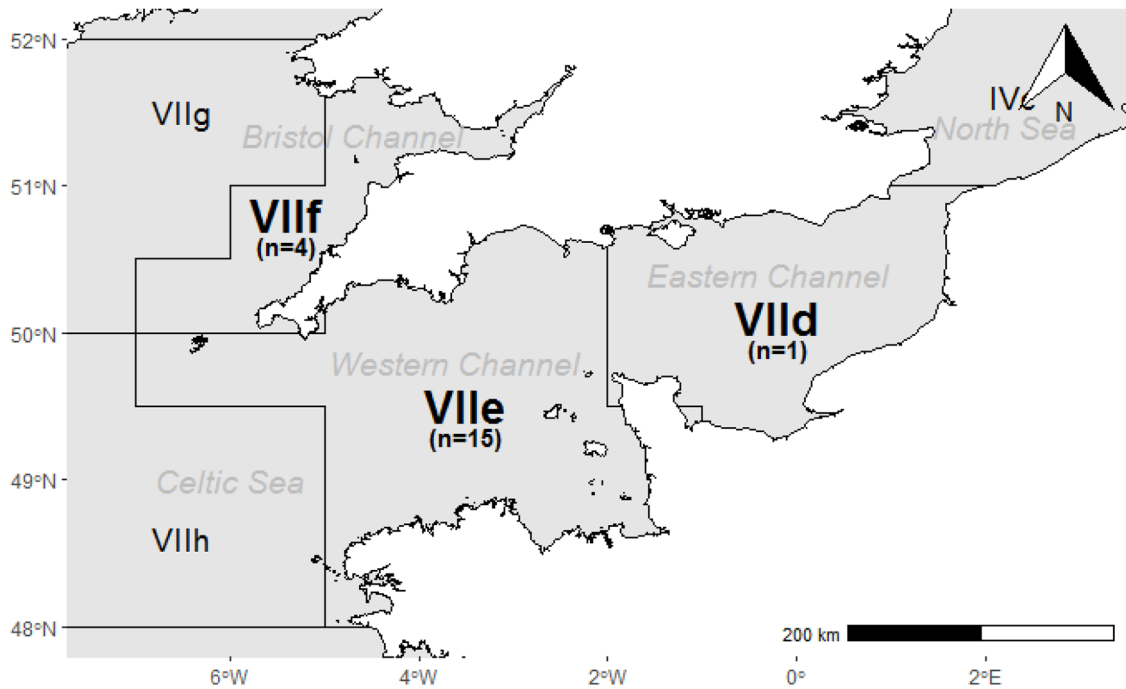 52°N
51°N
50°N
49°N
48°N
VIIg
Bristol Channel
VIIf
(n=4)
IVc
N
North Sea
Eastern Channel
VIId
(n=1)
Western Channel
VIIe
(n=15)
Celtic Sea
VIIh
200 km
6°W
4°W
2°W
0°
2°E